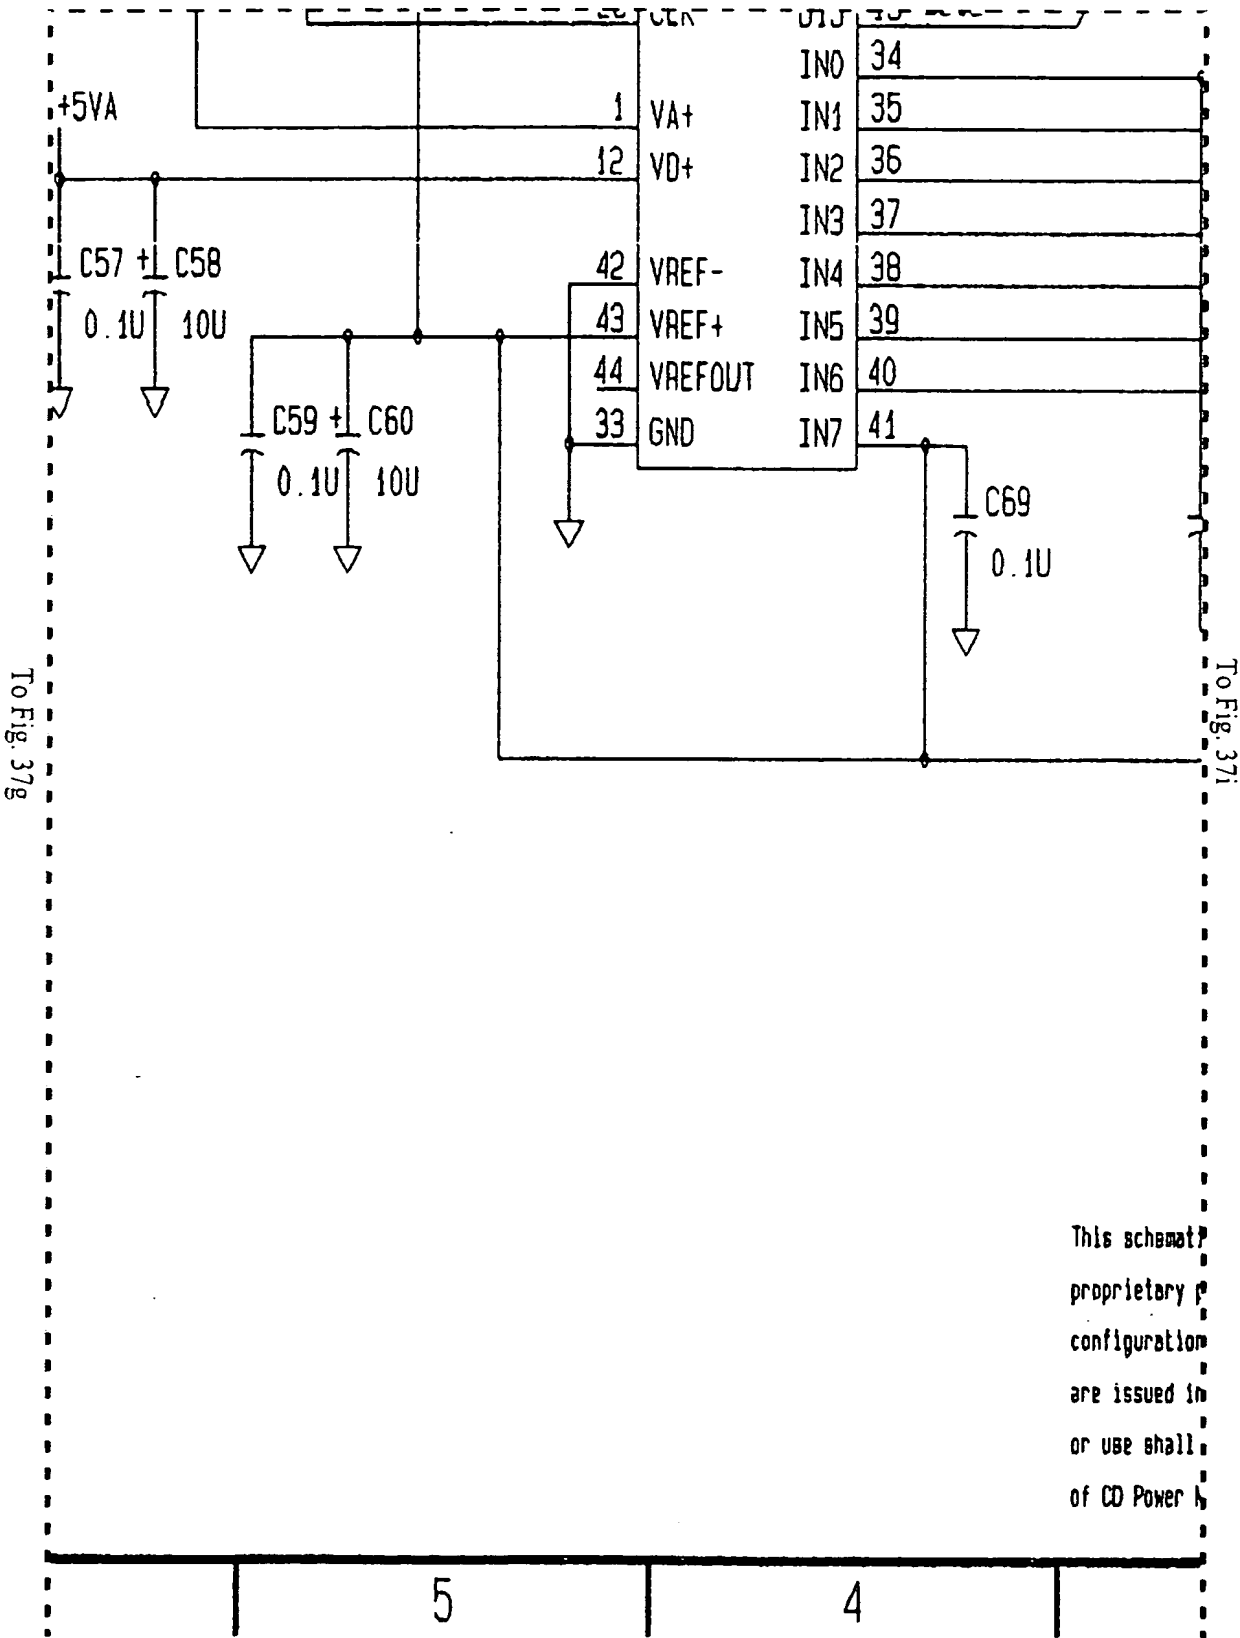 CLK
IN0 34
+5VA
1 VA+ IN1 35
12 VD+ IN2 36
IN3 37
C57 + C58
42 VREF- IN4 38
0.1U 10U
43 VREF+ IN5 39
44 VREFOUT IN6 40
C59 + C60
33 GND IN7 41
0.1U 10U
C69
0.1U
To Fig. 37g
To Fig. 37i
This schemati
proprietary p
configuration
are issued in
or use shall
of CD Power
5 4